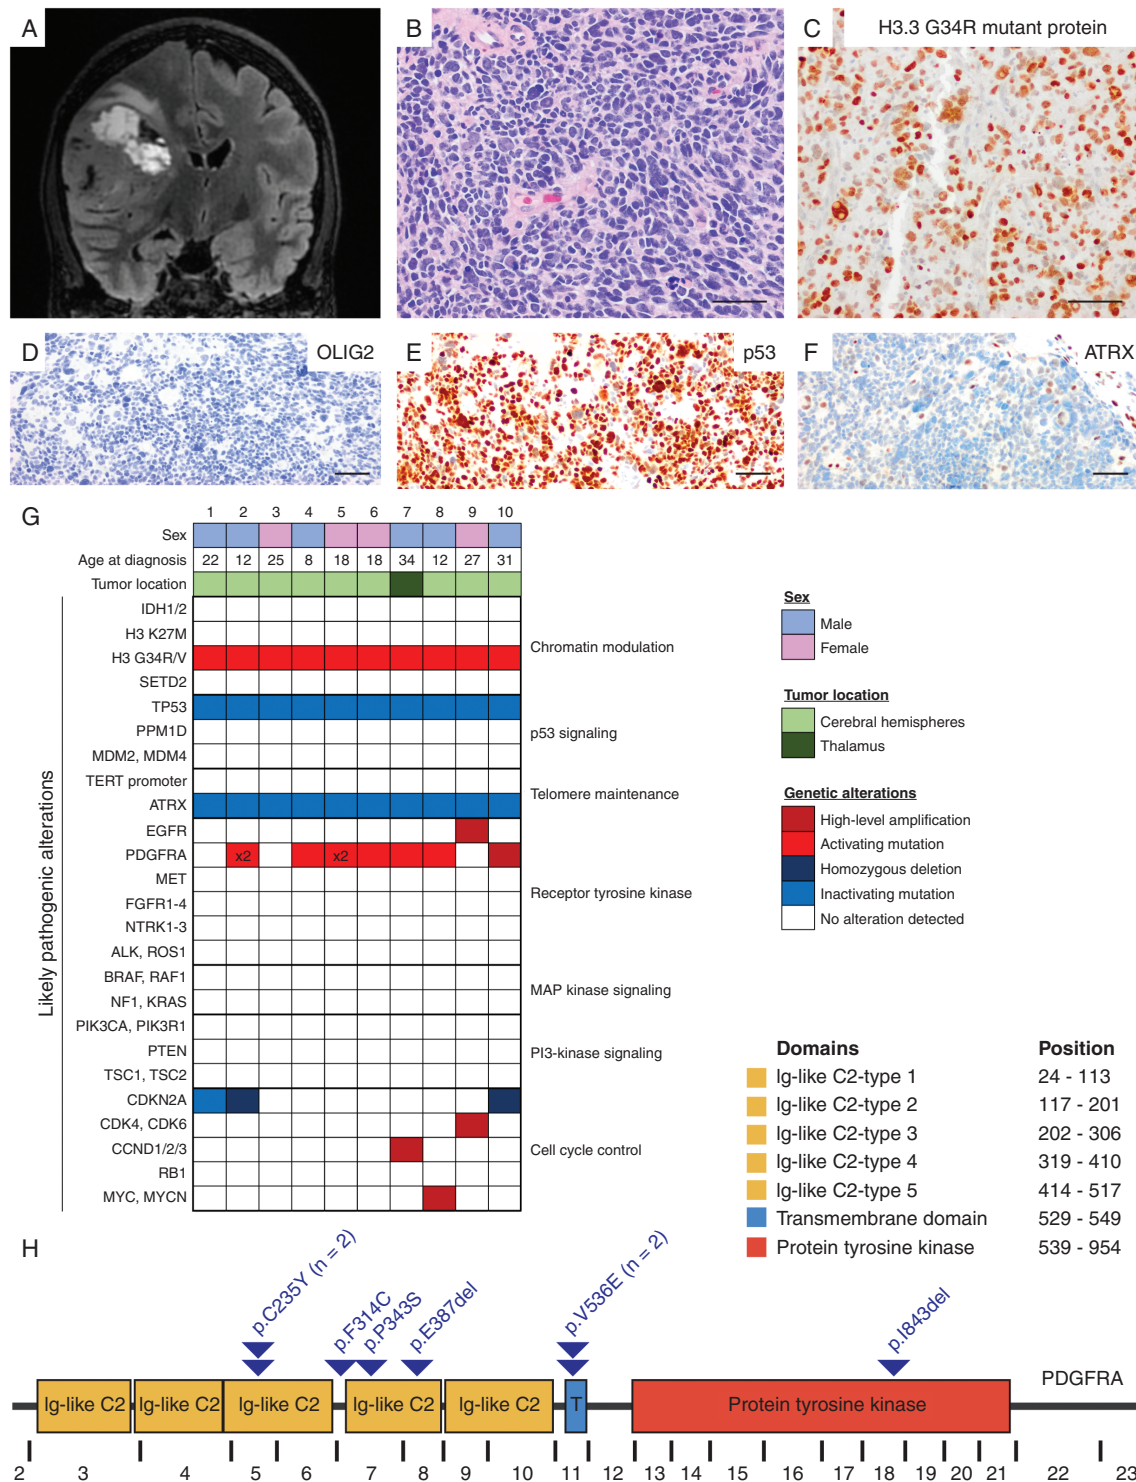 A
B
C
H3.3 G34R mutant protein
D
OLIG2
E
p53
F
ATRX
G
1 2 3 4 5 6 7 8 9 10
Sex
Age at diagnosis 22 12 25 8 18 18 34 12 27 31
Tumor location
Likely pathogenic alterations
IDH1/2
H3 K27M
H3 G34R/V
SETD2
Chromatin modulation
TP53
PPM1D
MDM2, MDM4
p53 signaling
TERT promoter
ATRX
Telomere maintenance
EGFR
PDGFRA x2 x2
MET
FGFR1-4
NTRK1-3
ALK, ROS1
Receptor tyrosine kinase
BRAF, RAF1
NF1, KRAS
MAP kinase signaling
PIK3CA, PIK3R1
PTEN
TSC1, TSC2
PI3-kinase signaling
CDKN2A
CDK4, CDK6
CCND1/2/3
RB1
MYC, MYCN
Cell cycle control
Sex
Male
Female
Tumor location
Cerebral hemispheres
Thalamus
Genetic alterations
High-level amplification
Activating mutation
Homozygous deletion
Inactivating mutation
No alteration detected
Domains Position
Ig-like C2-type 1 24 - 113
Ig-like C2-type 2 117 - 201
Ig-like C2-type 3 202 - 306
Ig-like C2-type 4 319 - 410
Ig-like C2-type 5 414 - 517
Transmembrane domain 529 - 549
Protein tyrosine kinase 539 - 954
H
p.C235Y (n = 2)
p.F314C
p.P343S
p.E387del
p.V536E (n = 2)
p.I843del
PDGFRA
Ig-like C2 Ig-like C2 Ig-like C2 Ig-like C2 Ig-like C2 T Protein tyrosine kinase
2 3 4 5 6 7 8 9 10 11 12 13 14 15 16 17 18 19 20 21 22 23